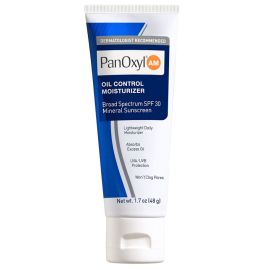 DERMATOLOGIST RECOMMENDED
PanOxyl AM
OIL CONTROL
MOISTURIZER
Broad Spectrum SPF 30
Mineral Sunscreen
Lightweight Daily
Moisturizer
Absorbs
Excess Oil
UVA/UVB
Protection
Won't Clog Pores
Net wt. 1.7 oz (48 g)